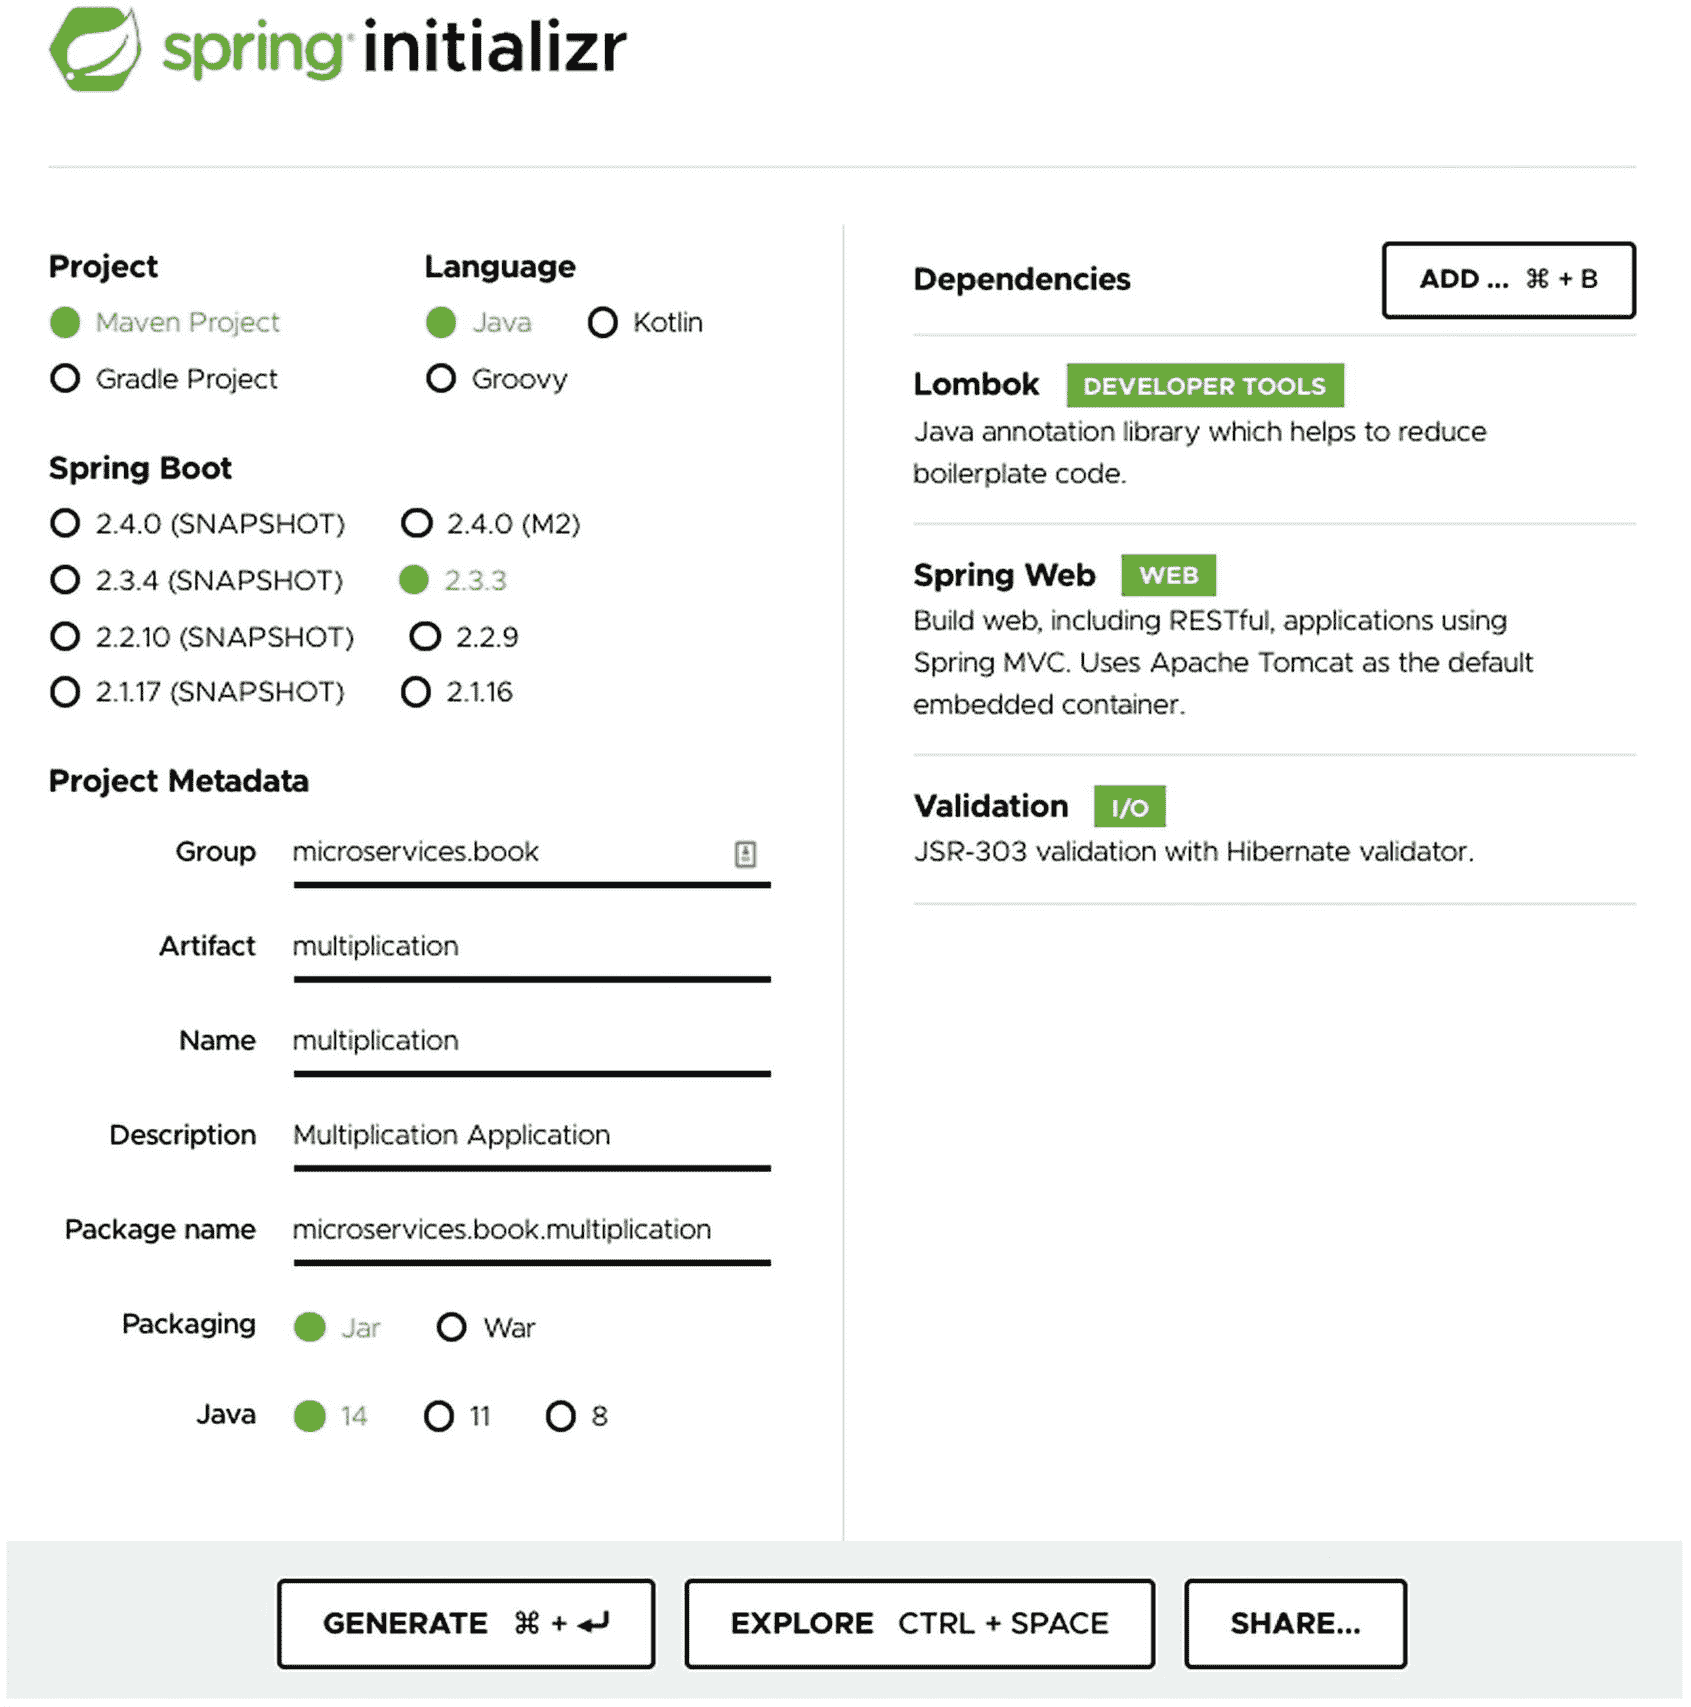 spring initializr
Project
Maven Project
Gradle Project
Language
Java Kotlin
Groovy
Spring Boot
2.4.0 (SNAPSHOT) 2.4.0 (M2)
2.3.4 (SNAPSHOT) 2.3.3
2.2.10 (SNAPSHOT) 2.2.9
2.1.17 (SNAPSHOT) 2.1.16
Project Metadata
Group microservices.book
Artifact multiplication
Name multiplication
Description Multiplication Application
Package name microservices.book.multiplication
Packaging Jar War
Java 14 11 8
Dependencies ADD ... ⌘ + B
Lombok DEVELOPER TOOLS
Java annotation library which helps to reduce
boilerplate code.
Spring Web WEB
Build web, including RESTful, applications using
Spring MVC. Uses Apache Tomcat as the default
embedded container.
Validation I/O
JSR-303 validation with Hibernate validator.
GENERATE ⌘ + ↵ EXPLORE CTRL + SPACE SHARE...